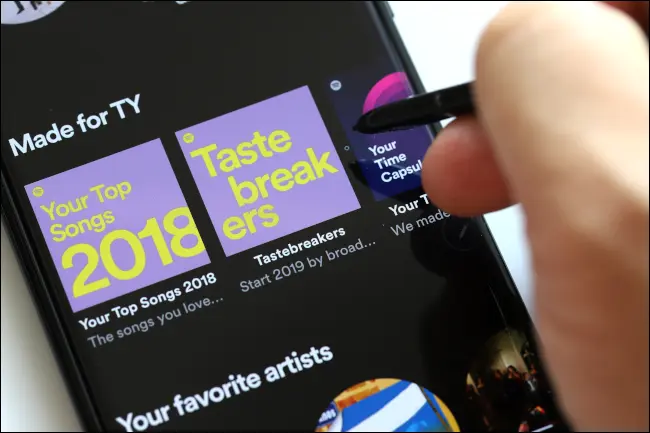 Made for TY
Your Top
Songs
2018
Taste
break
ers
Your
Time
Capsul
Your Top Songs 2018
The songs you love...
Tastebreakers
Start 2019 by broad...
Your T
We made
Your favorite artists